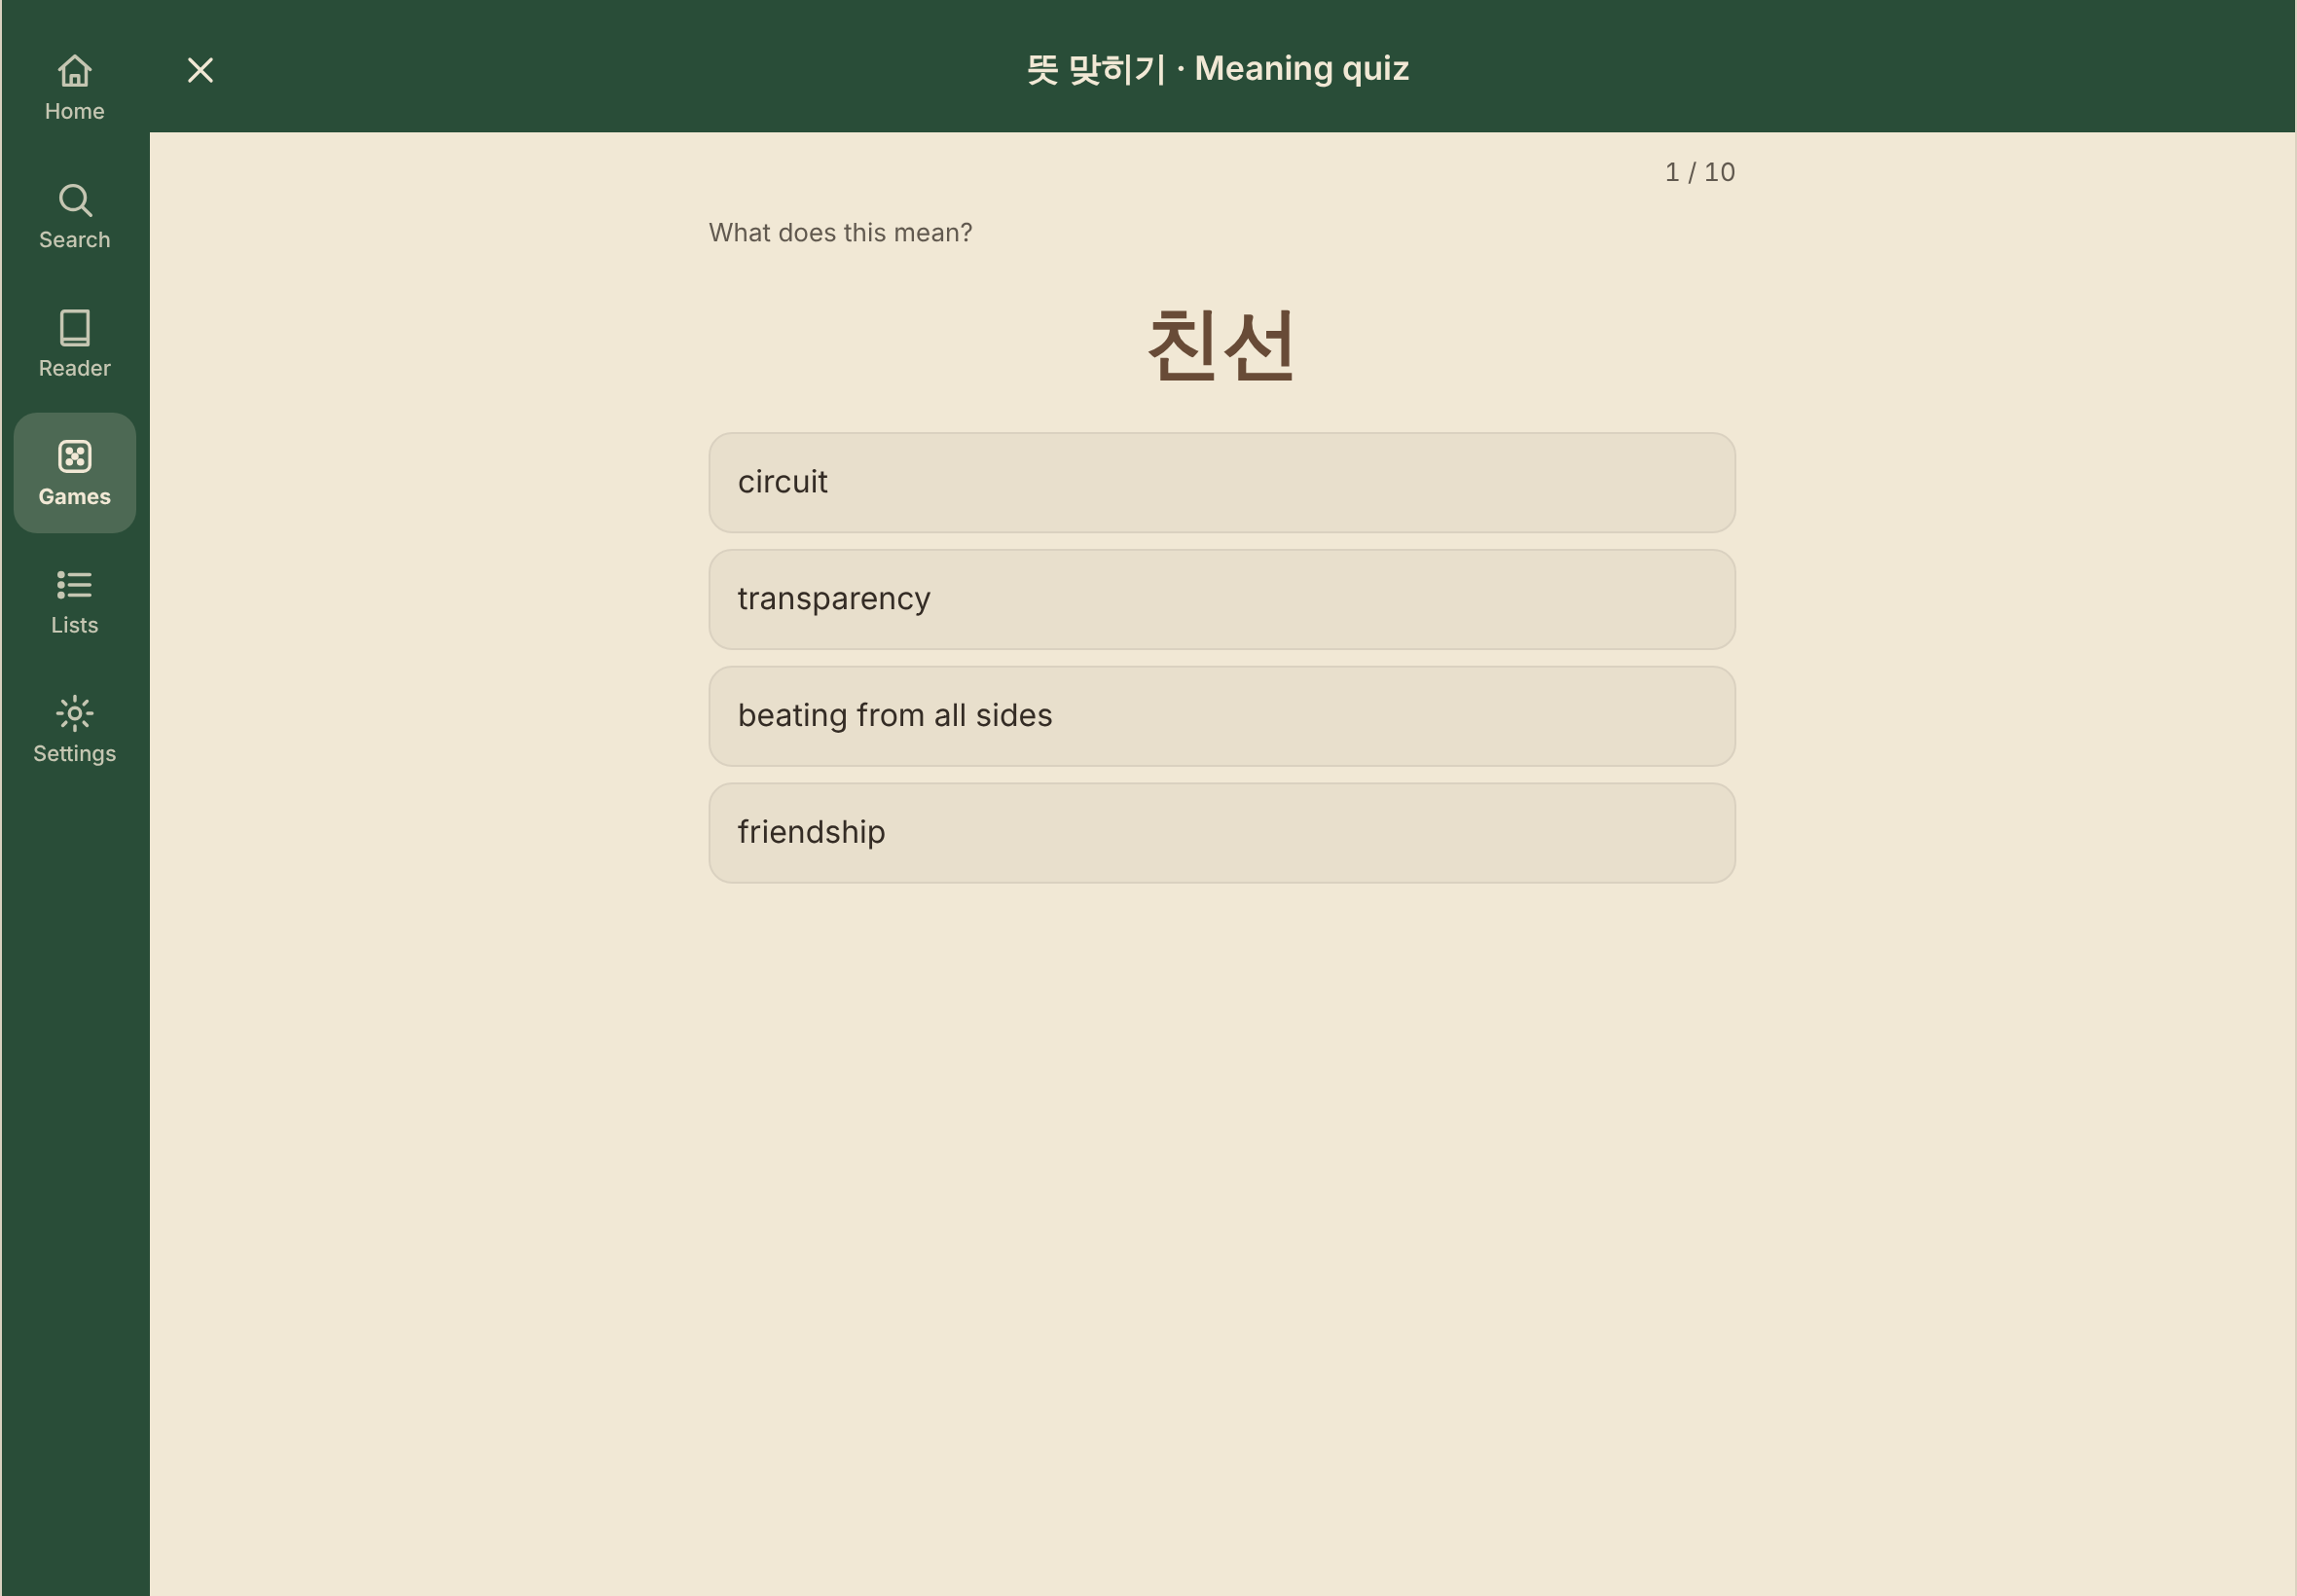 Home
Search
Reader
Games
Lists
Settings
뜻 맞히기 · Meaning quiz
1 / 10
What does this mean?
친선
circuit
transparency
beating from all sides
friendship